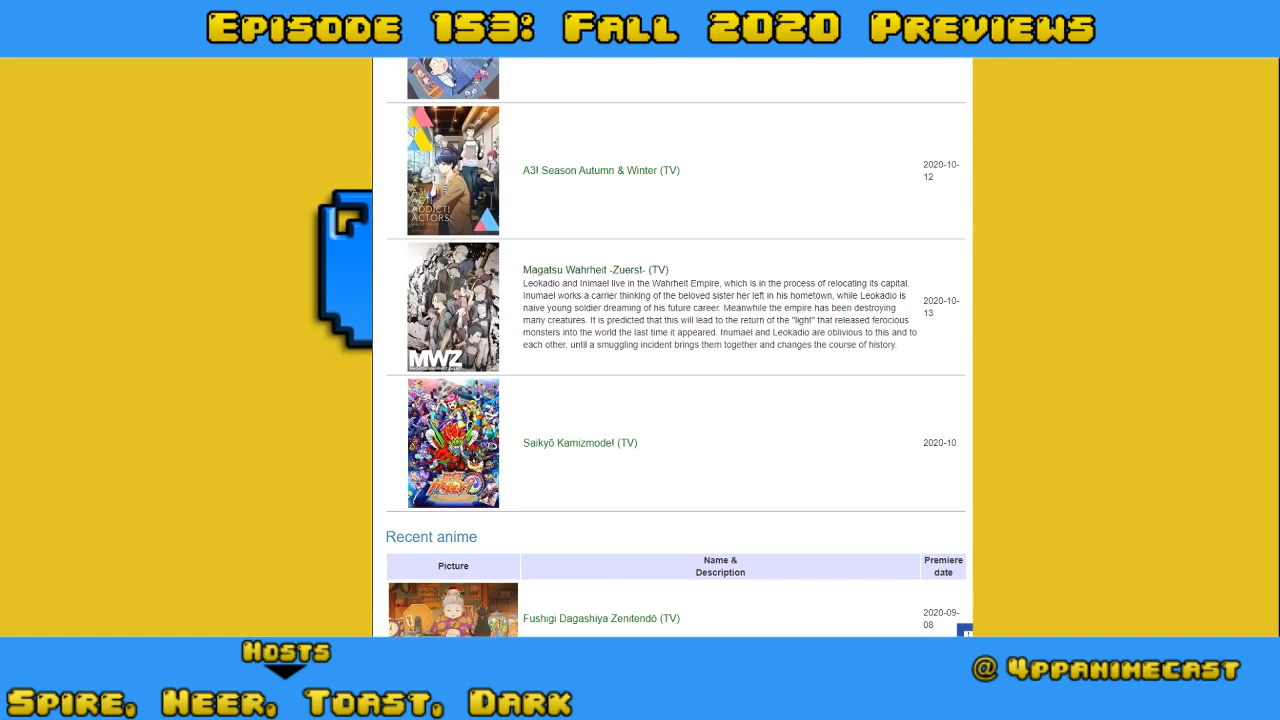 Episode 153: Fall 2020 Previews
A3! Season Autumn & Winter (TV)
2020-10-
12
A3!
ACT!
ADDICT!
ACTORS!
Magatsu Wahrheit -Zuerst- (TV)
Leokadio and Inimael live in the Wahrheit Empire, which is in the process of relocating its capital.
Inumael works a carrier thinking of the beloved sister her left in his hometown, while Leokadio is
naive young soldier dreaming of his future career. Meanwhile the empire has been destroying
many creatures. It is predicted that this will lead to the return of the "light" that released ferocious
monsters into the world the last time it appeared. Inumael and Leokadio are oblivious to this and to
each other, until a smuggling incident brings them together and changes the course of history.
2020-10-
13
MWZ
Saikyō Kamizmode! (TV)
2020-10
Recent anime
Picture
Name &
Description
Premiere
date
Fushigi Dagashiya Zenitendō (TV)
2020-09-
08
Hosts
Spire, Neer, Toast, Dark
@ 4ppanimecast